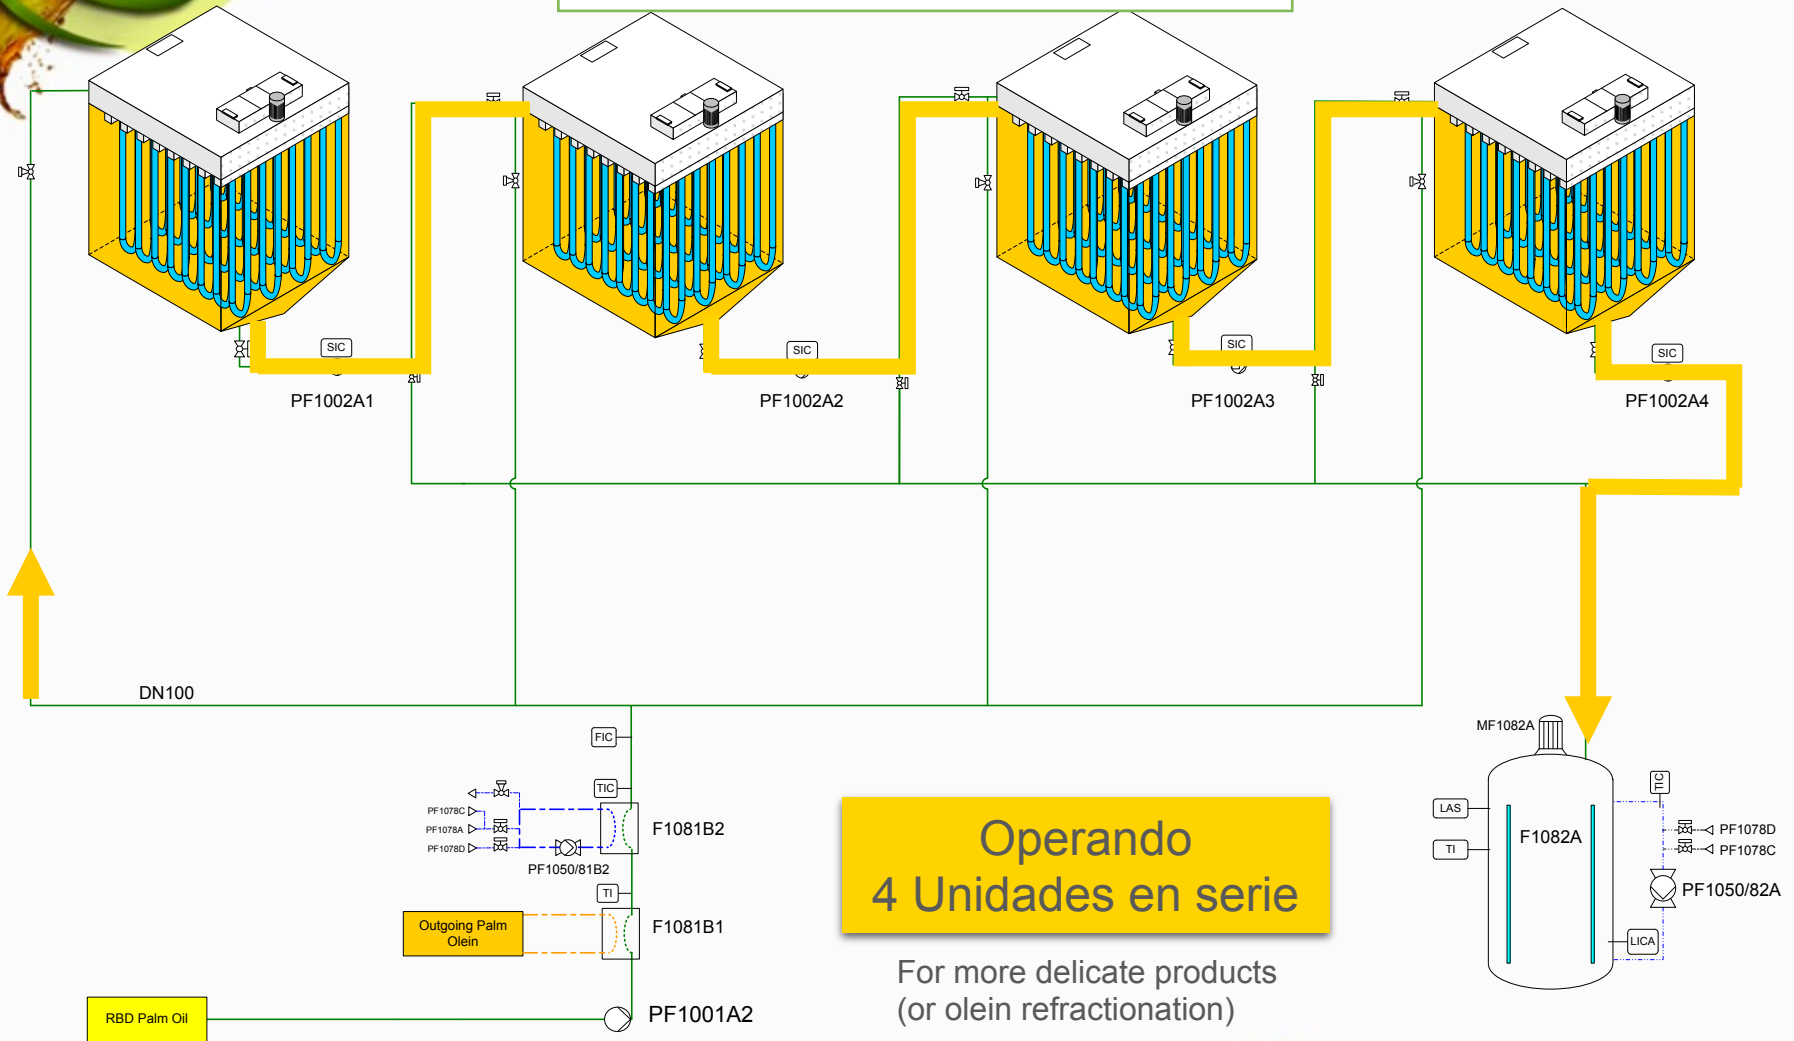 SIC
SIC
SIC
SIC
PF1002A1
PF1002A2
PF1002A3
PF1002A4
DN100
FIC
TIC
PF1078C
PF1078A
PF1078D
PF1050/81B2
F1081B2
TI
Outgoing Palm
Olein
F1081B1
RBD Palm Oil
PF1001A2
Operando
4 Unidades en serie
For more delicate products
(or olein refractionation)
MF1082A
TIC
LAS
TI
F1082A
PF1078D
PF1078C
PF1050/82A
LICA